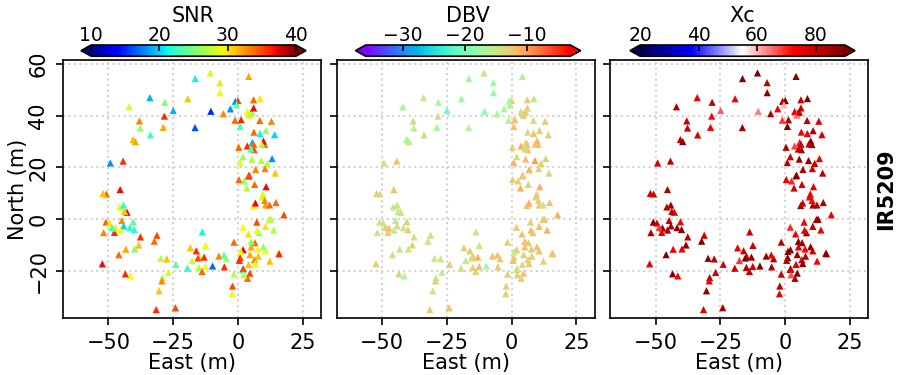 SNR DBV Xc
10 20 30 40 −30 −20 −10 20 40 60 80
60
40
20
0
−20
North (m)
IR5209
−50 −25 0 25 −50 −25 0 25 −50 −25 0 25
East (m) East (m) East (m)